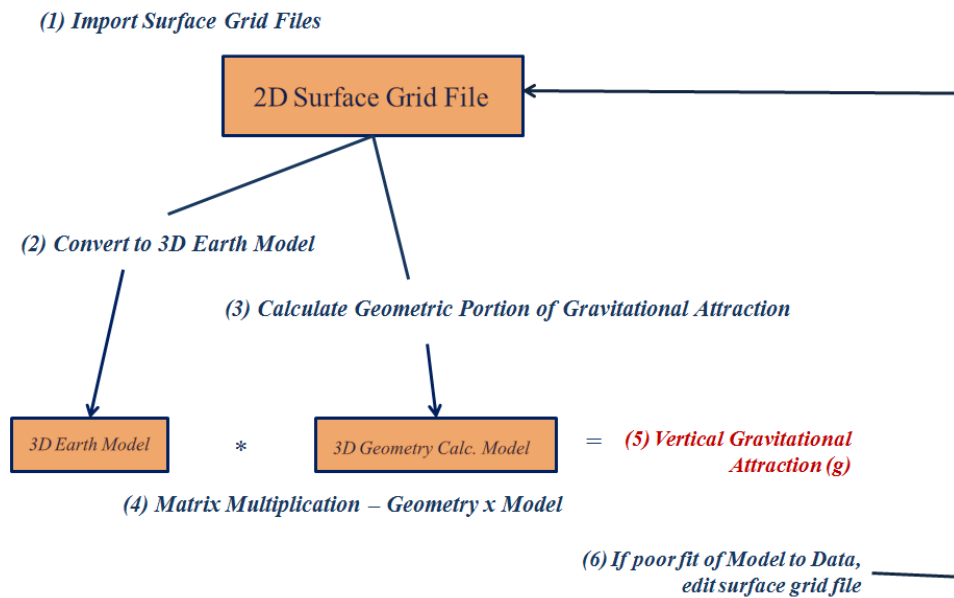 (1) Import Surface Grid Files
2D Surface Grid File
(2) Convert to 3D Earth Model
(3) Calculate Geometric Portion of Gravitational Attraction
3D Earth Model
*
3D Geometry Calc. Model
=
(5) Vertical Gravitational
Attraction (g)
(4) Matrix Multiplication – Geometry x Model
(6) If poor fit of Model to Data,
edit surface grid file